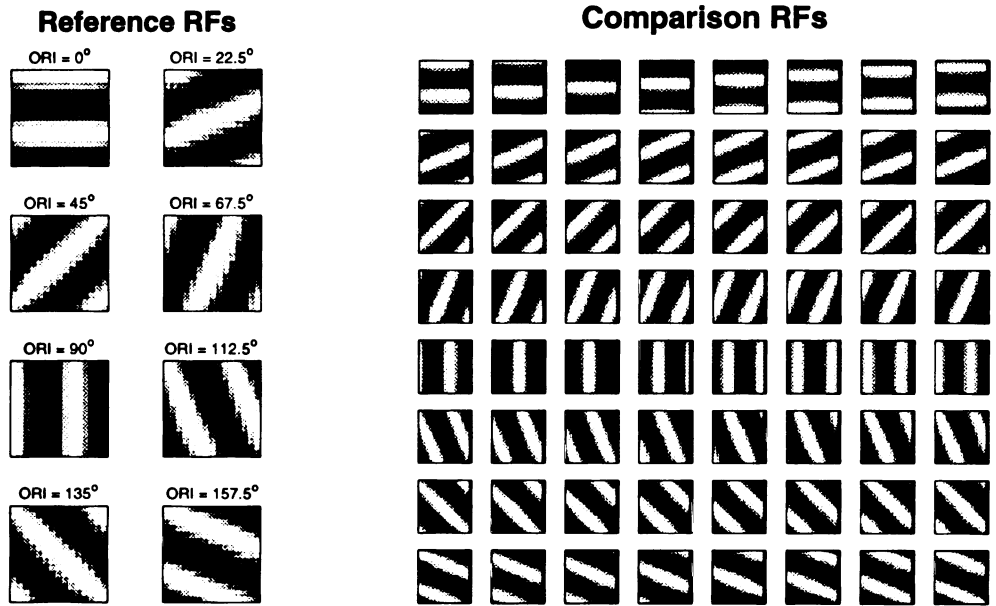 Reference RFs
Comparison RFs
ORI = 0°
ORI = 22.5°
ORI = 45°
ORI = 67.5°
ORI = 90°
ORI = 112.5°
ORI = 135°
ORI = 157.5°